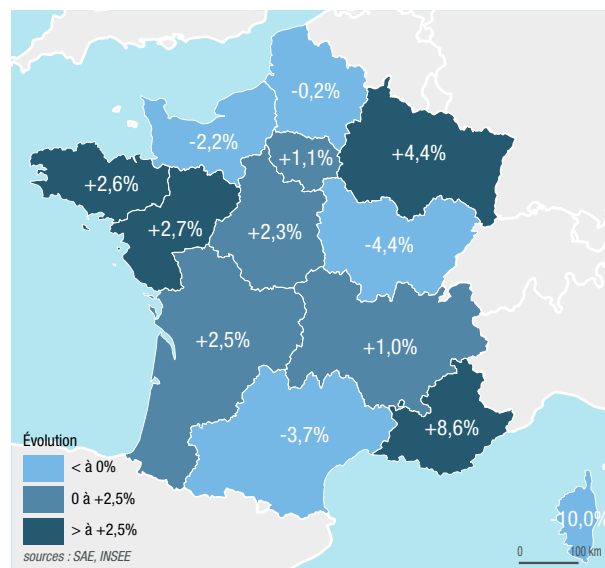 -0,2%
-2,2%
+1,1%
+4,4%
+2,6%
+2,7%
+2,3%
-4,4%
+2,5%
+1,0%
-3,7%
+8,6%
-10,0%
Évolution
< à 0%
0 à +2,5%
> à +2,5%
sources : SAE, INSEE
0 100 km